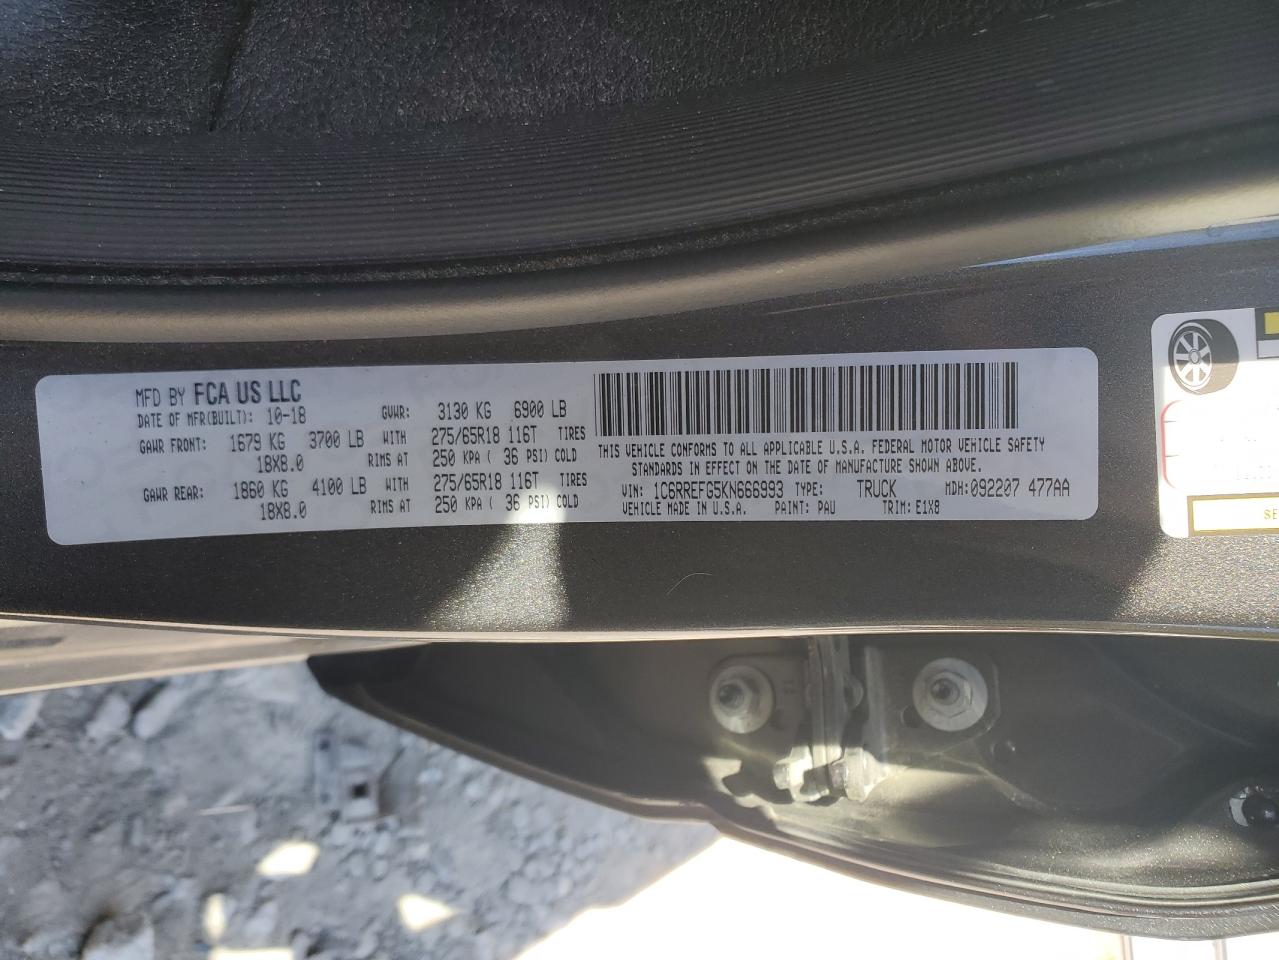 MFD BY FCA US LLC
DATE OF MFR(BUILT): 10-18 GVWR: 3130 KG 6900 LB
GAWR FRONT: 1679 KG 3700 LB WITH 275/65R18 116T TIRES
18X8.0 RIMS AT 250 KPA ( 36 PSI) COLD
GAWR REAR: 1860 KG 4100 LB WITH 275/65R18 116T TIRES
18X8.0 RIMS AT 250 KPA ( 36 PSI) COLD
THIS VEHICLE CONFORMS TO ALL APPLICABLE U.S.A. FEDERAL MOTOR VEHICLE SAFETY
STANDARDS IN EFFECT ON THE DATE OF MANUFACTURE SHOWN ABOVE.
VIN: 1C6RREFG5KN666993 TYPE: TRUCK MDH: 092207 477AA
VEHICLE MADE IN U.S.A. PAINT: PAU TRIM: E1X8
SE